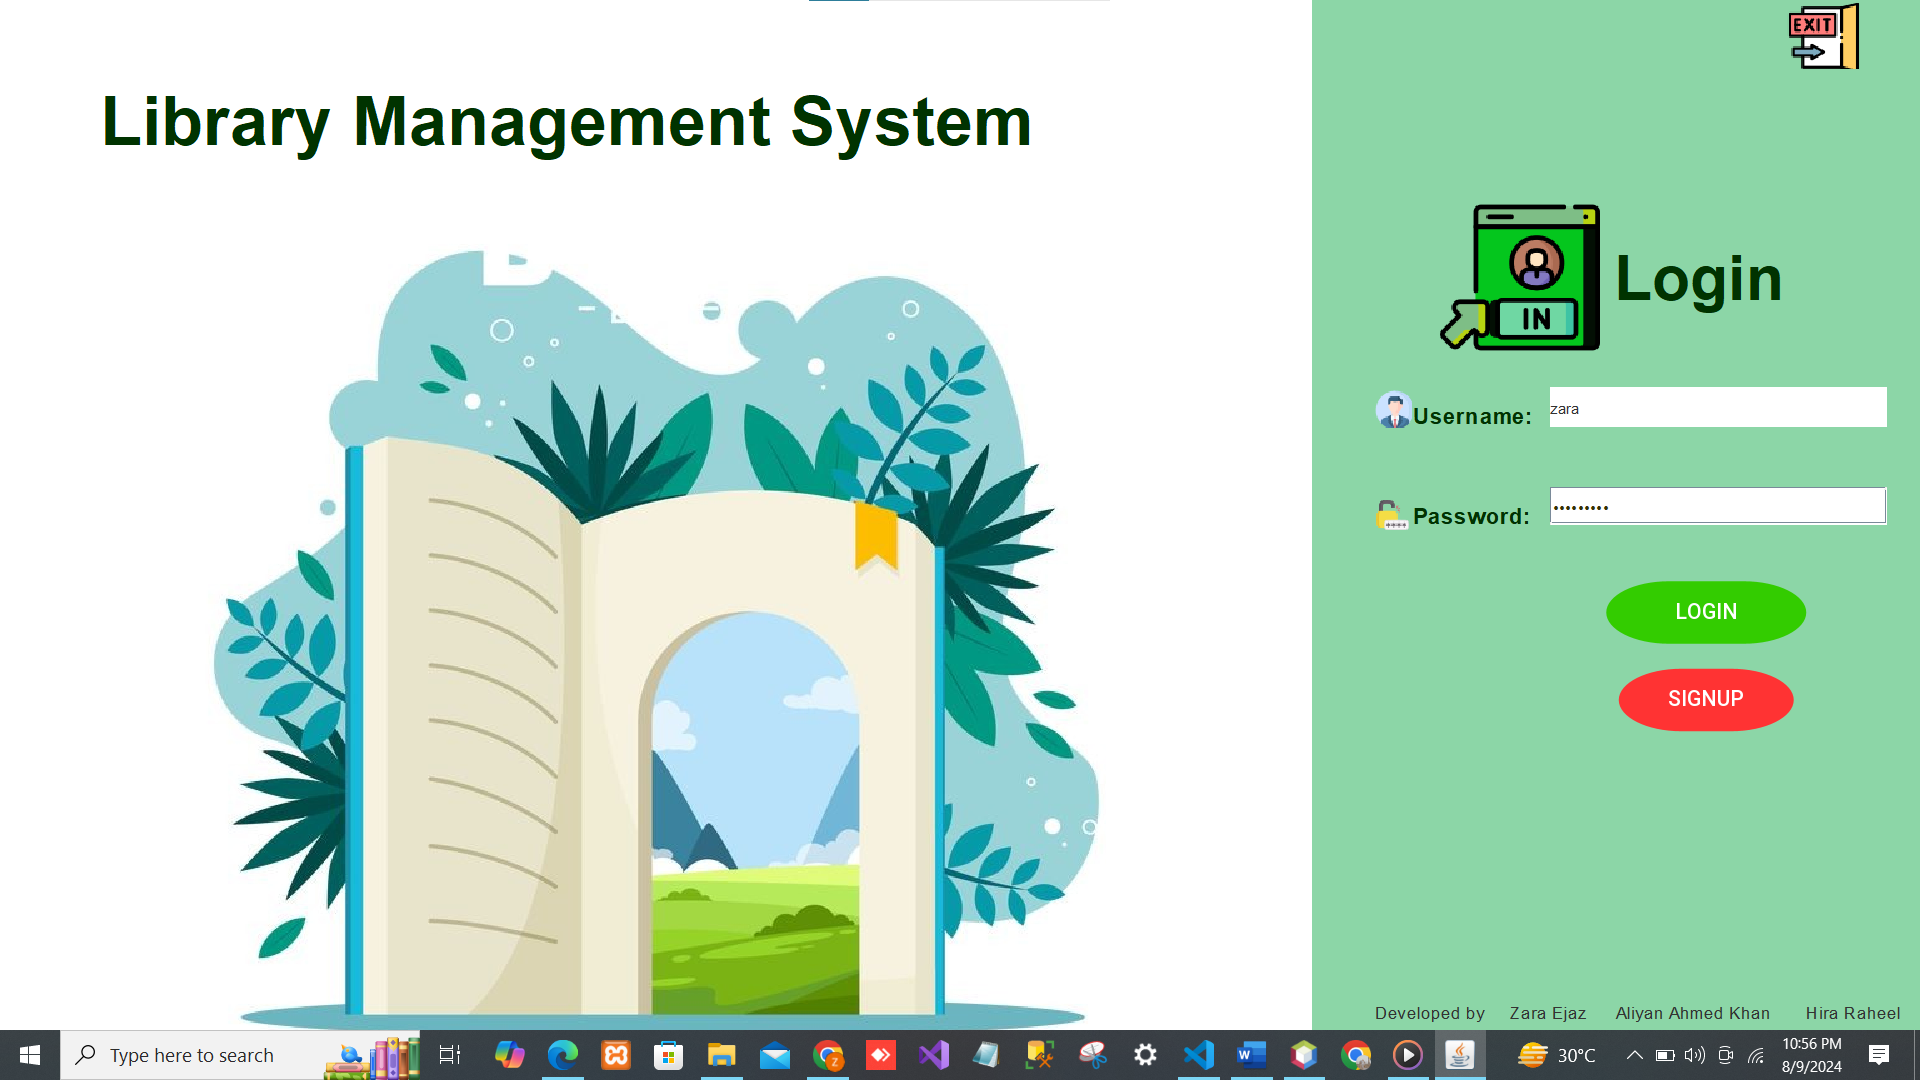 EXIT
Library Management System
IN
Login
Username:
zara
Password:
•••••••••
LOGIN
SIGNUP
Developed by Zara Ejaz Aliyan Ahmed Khan Hira Raheel
Type here to search
30°C
10:56 PM
8/9/2024